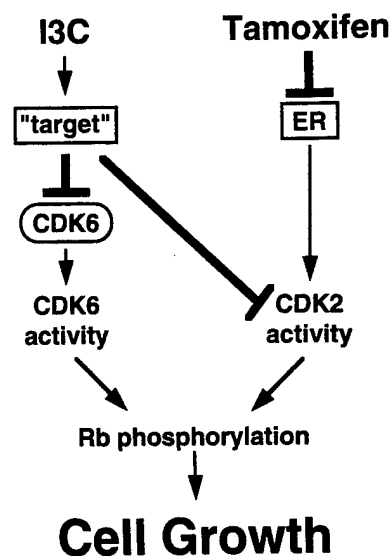 I3C Tamoxifen
"target" ER
CDK6
CDK6 CDK2
activity activity
Rb phosphorylation
Cell Growth